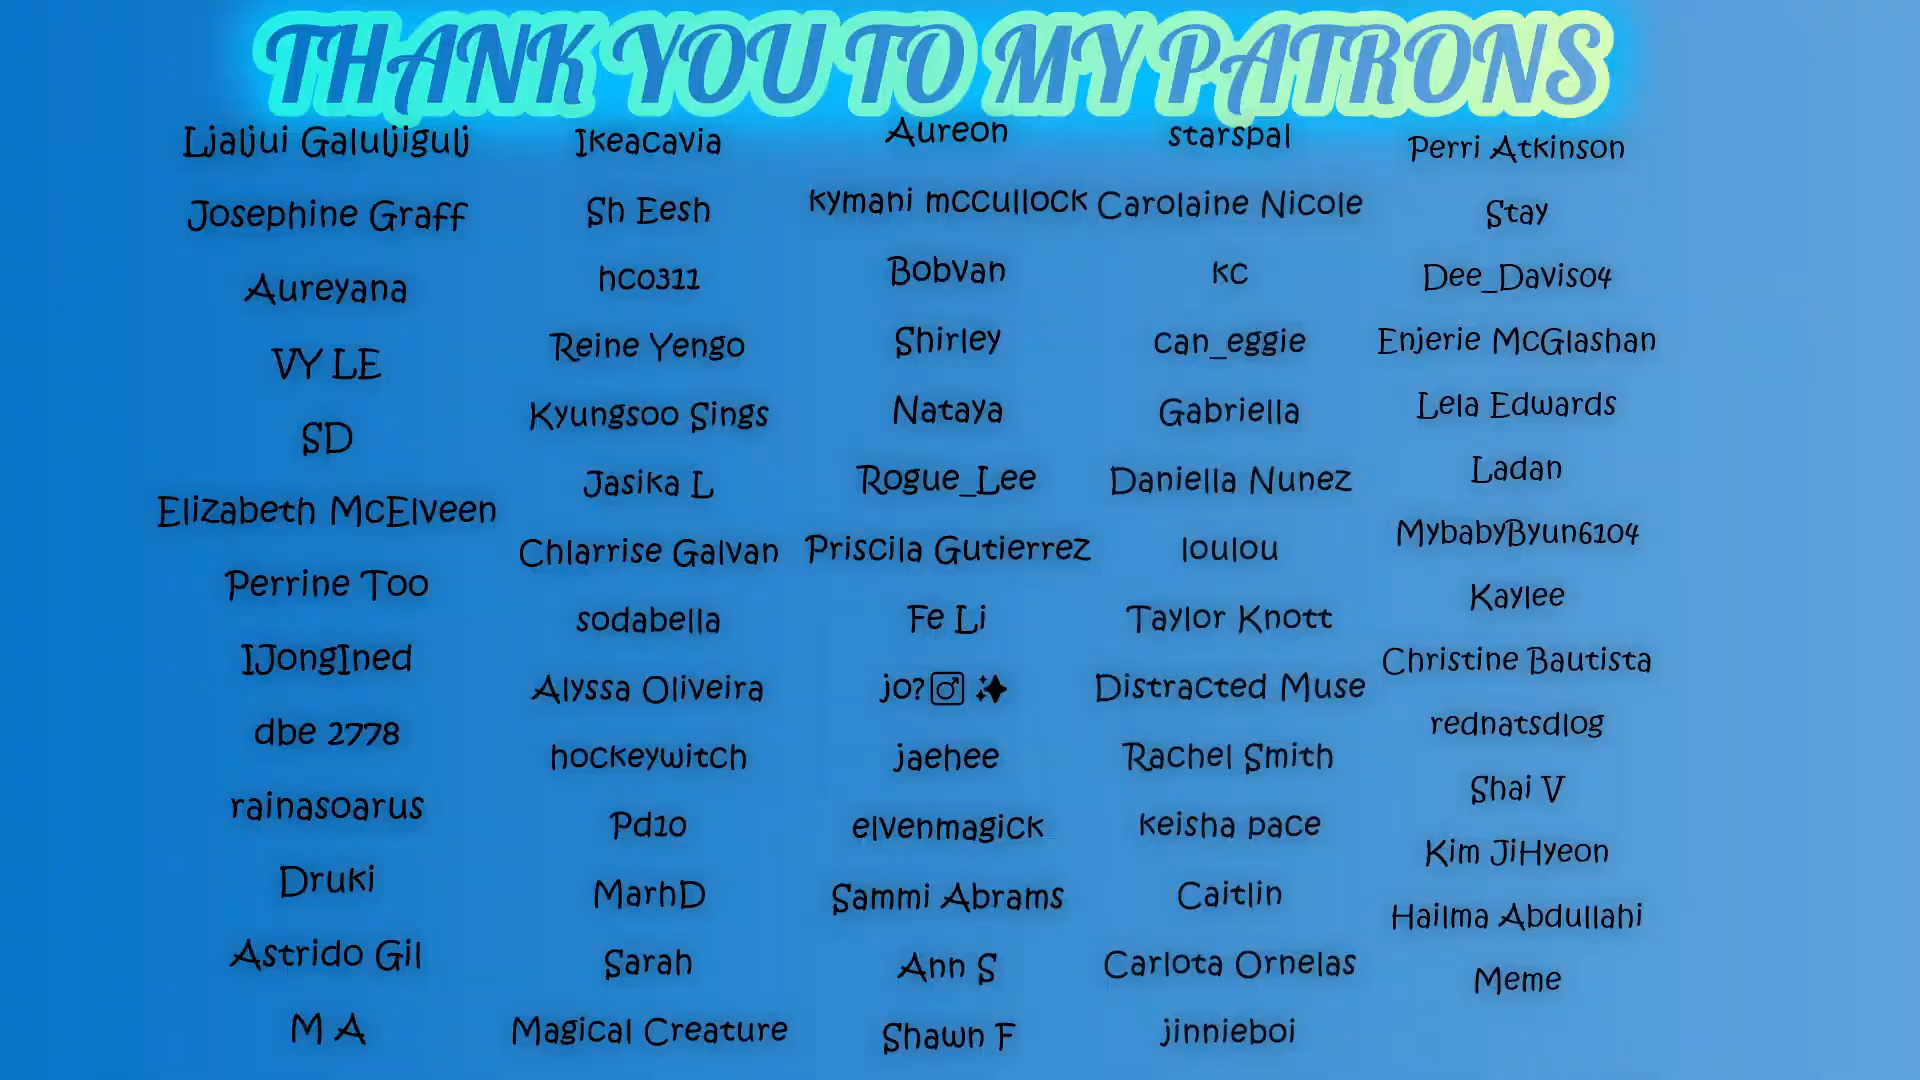 THANK YOU TO MY PATRONS
Ljaljui Galuljigulj
Josephine Graff
Aureyana
VY LE
SD
Elizabeth McElveen
Perrine Too
IJongIned
dbe 2778
rainasoarus
Druki
Astrido Gil
M A
Ikeacavia
Sh Eesh
hco311
Reine Yengo
Kyungsoo Sings
Jasika L
Chlarrise Galvan
sodabella
Alyssa Oliveira
hockeywitch
Pd10
MarhD
Sarah
Magical Creature
Aureon
kymani mccullock
Bobvan
Shirley
Nataya
Rogue_Lee
Priscila Gutierrez
Fe Li
jo?♂️✨
jaehee
elvenmagick
Sammi Abrams
Ann S
Shawn F
starspal
Carolaine Nicole
kc
can_eggie
Gabriella
Daniella Nunez
loulou
Taylor Knott
Distracted Muse
Rachel Smith
keisha pace
Caitlin
Carlota Ornelas
jinnieboi
Perri Atkinson
Stay
Dee_Davis04
Enjerie McGlashan
Lela Edwards
Ladan
MybabyByun6104
Kaylee
Christine Bautista
rednatsdlog
Shai V
Kim JiHyeon
Hailma Abdullahi
Meme